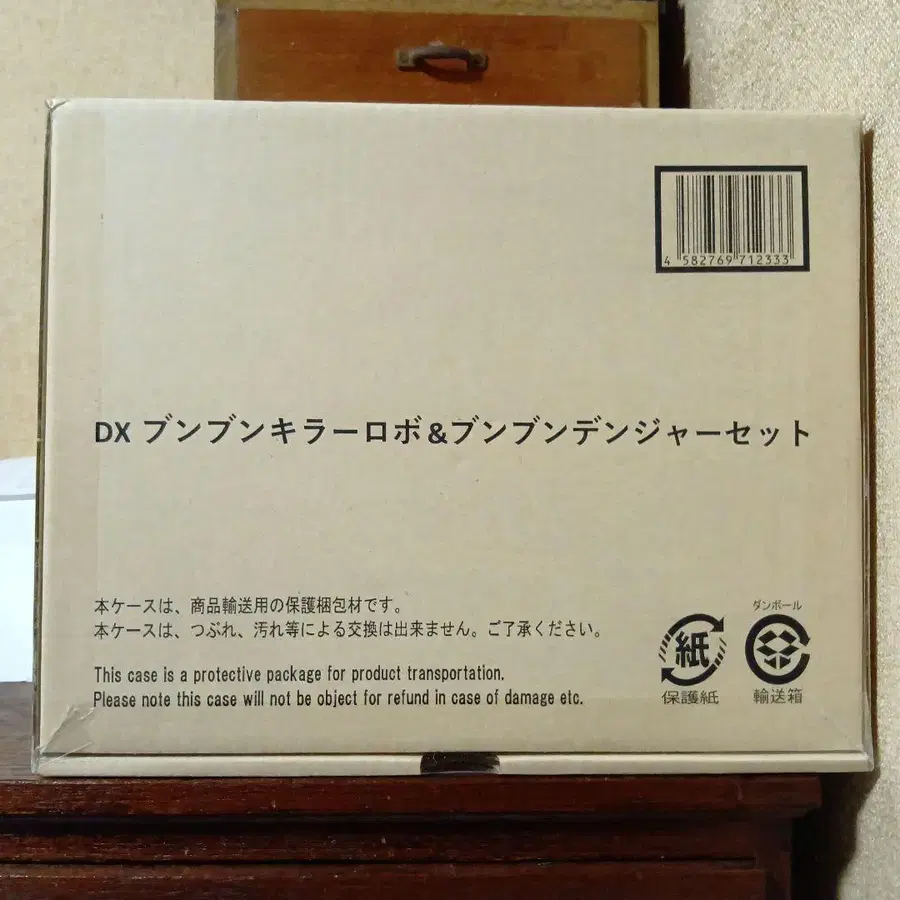 4 582769 712333
DX ブンブンキラーロボ&ブンブンデンジャーセット
本ケースは、商品輸送用の保護梱包材です。
本ケースは、つぶれ、汚れ等による交換は出来ません。ご了承ください。
This case is a protective package for product transportation.
Please note this case will not be object for refund in case of damage etc.
紙
保護紙
ダンボール
輸送箱